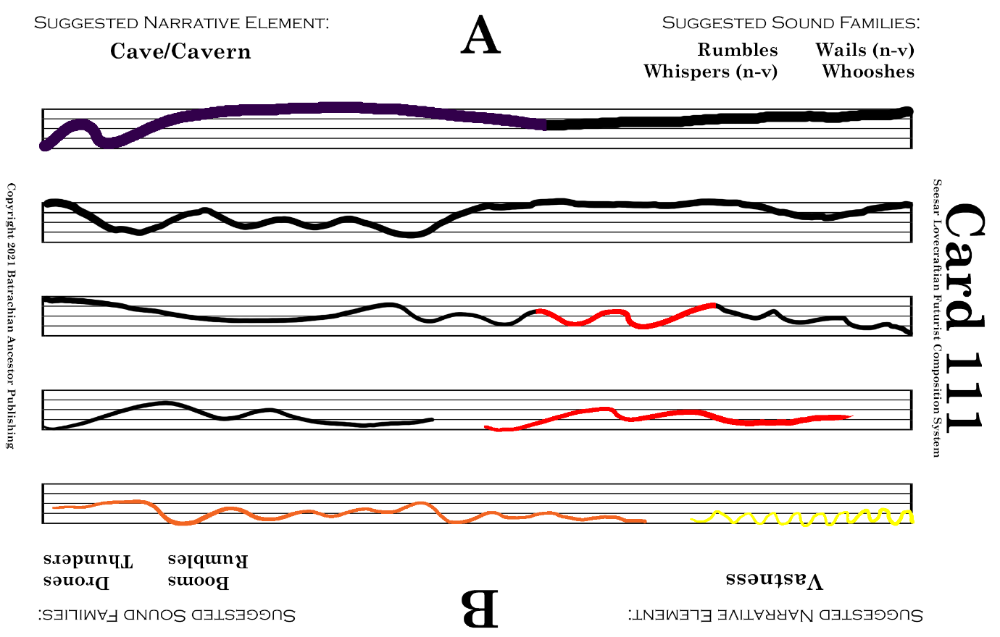 SUGGESTED NARRATIVE ELEMENT:
Cave/Cavern
A
SUGGESTED SOUND FAMILIES:
Rumbles Wails (n-v)
Whispers (n-v) Whooshes
Copyright 2021 Batrachian Ancestor Publishing
Card 111
Seesar Lovecraftian Futurist Composition System
B
SUGGESTED NARRATIVE ELEMENT:
Vastness
SUGGESTED SOUND FAMILIES:
Booms Drones
Rumbles Thunders